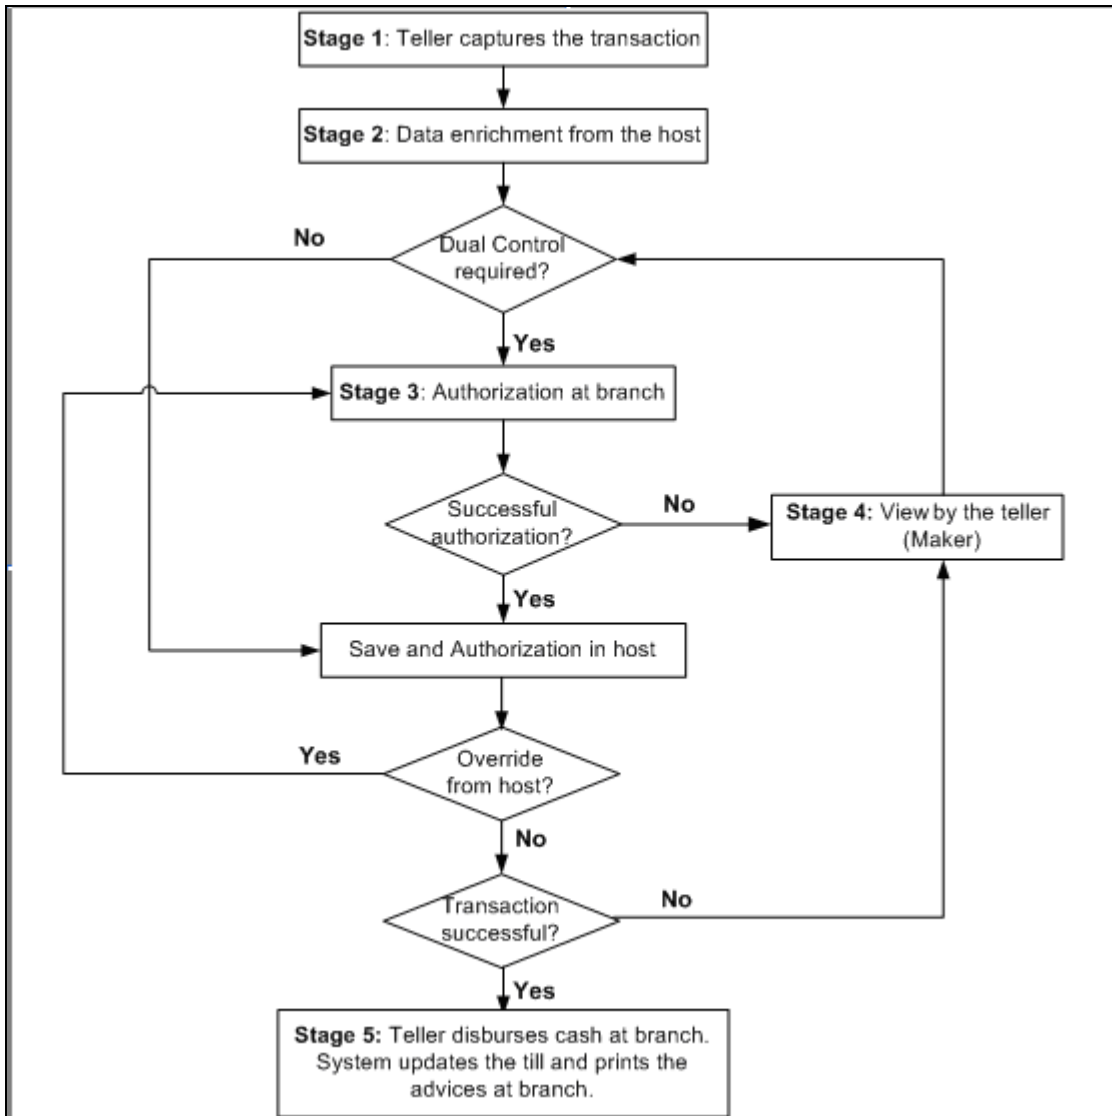 Stage 1: Teller captures the transaction
Stage 2: Data enrichment from the host
No
Dual Control
required?
Yes
Stage 3: Authorization at branch
Successful
authorization?
No
Stage 4: View by the teller
(Maker)
Yes
Save and Authorization in host
Yes
Override
from host?
No
Transaction
successful?
No
Yes
Stage 5: Teller disburses cash at branch.
System updates the till and prints the
advices at branch.